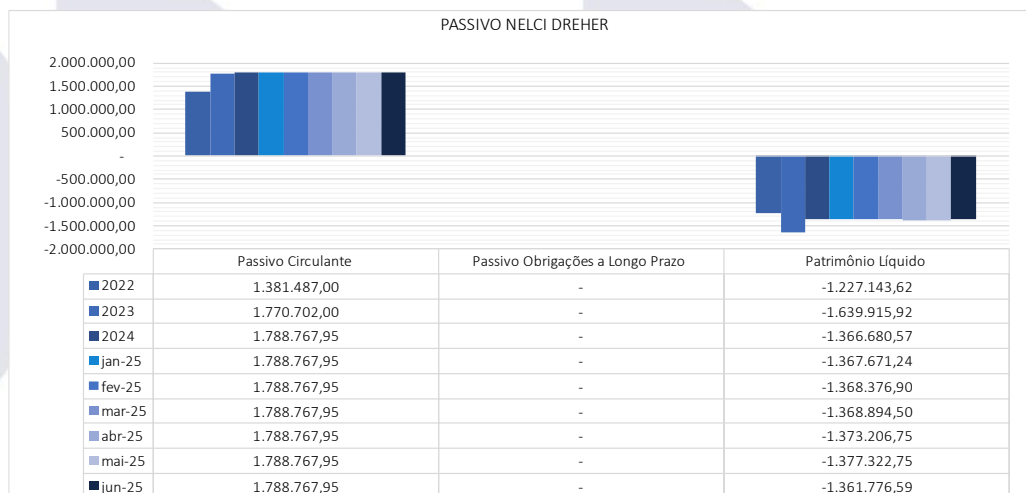 PASSIVO NELCI DREHER
2.000.000,00
1.500.000,00
1.000.000,00
500.000,00
-
-500.000,00
-1.000.000,00
-1.500.000,00
-2.000.000,00
Passivo Circulante Passivo Obrigações a Longo Prazo Patrimônio Líquido
2022 1.381.487,00 - -1.227.143,62
2023 1.770.702,00 - -1.639.915,92
2024 1.788.767,95 - -1.366.680,57
jan-25 1.788.767,95 - -1.367.671,24
fev-25 1.788.767,95 - -1.368.376,90
mar-25 1.788.767,95 - -1.368.894,50
abr-25 1.788.767,95 - -1.373.206,75
mai-25 1.788.767,95 - -1.377.322,75
jun-25 1.788.767,95 - -1.361.776,59